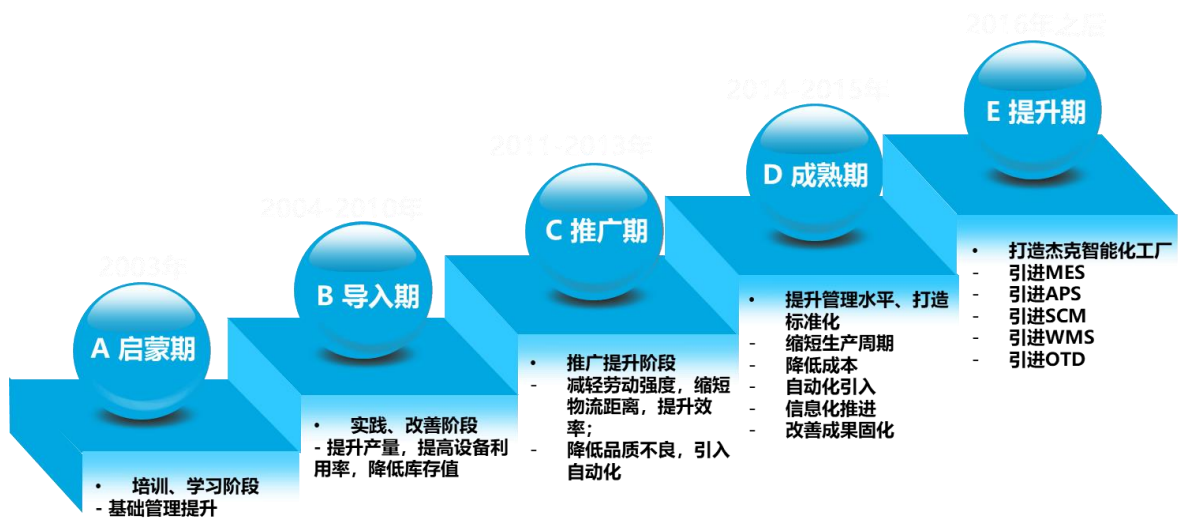 2003年
A 启蒙期
• 培训、学习阶段
- 基础管理提升
2004-2010年
B 导入期
• 实践、改善阶段
- 提升产量，提高设备利
用率，降低库存值
2011-2013年
C 推广期
• 推广提升阶段
- 减轻劳动强度，缩短
物流距离，提升效
率；
- 降低品质不良，引入
自动化
2014-2015年
D 成熟期
• 提升管理水平、打造
标准化
- 缩短生产周期
- 降低成本
- 自动化引入
- 信息化推进
- 改善成果固化
2016年之后
E 提升期
• 打造杰克智能化工厂
- 引进MES
- 引进APS
- 引进SCM
- 引进WMS
- 引进OTD